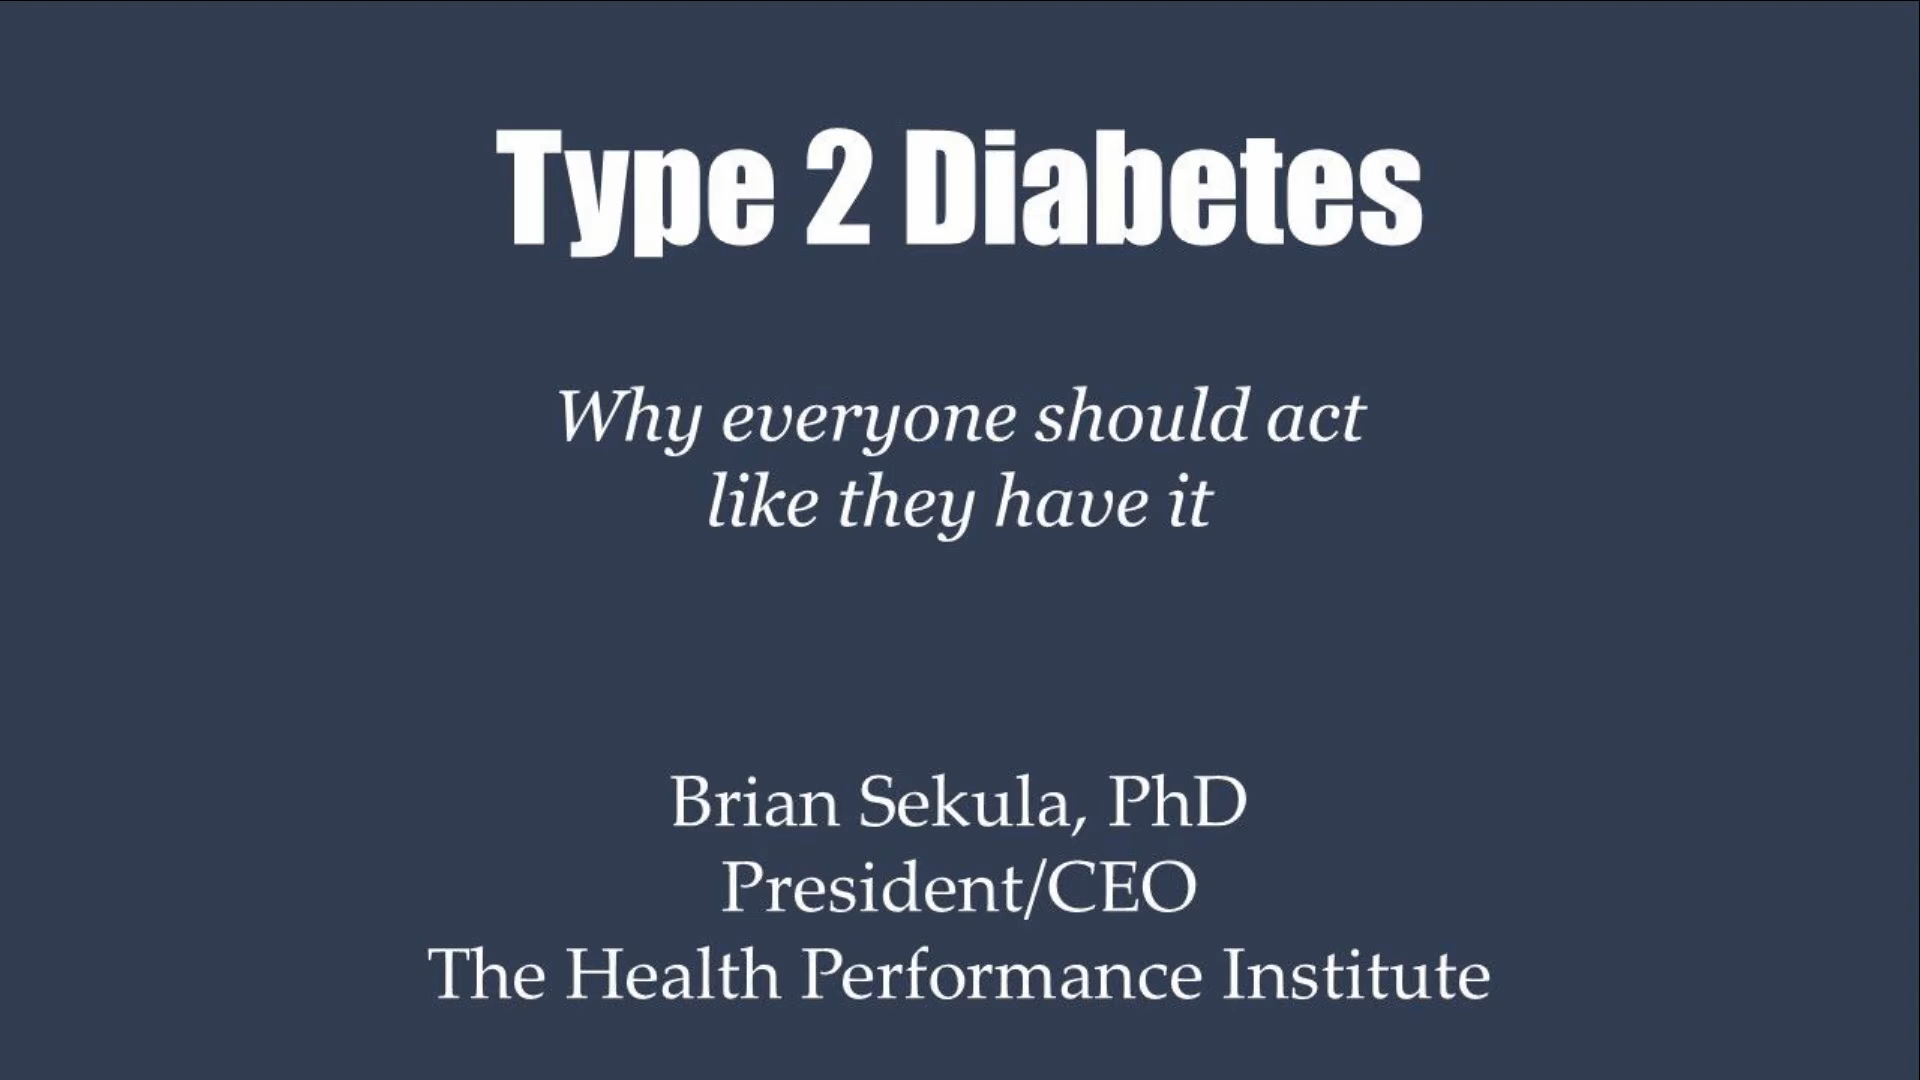 Type 2 Diabetes
Why everyone should act
like they have it
Brian Sekula, PhD
President/CEO
The Health Performance Institute